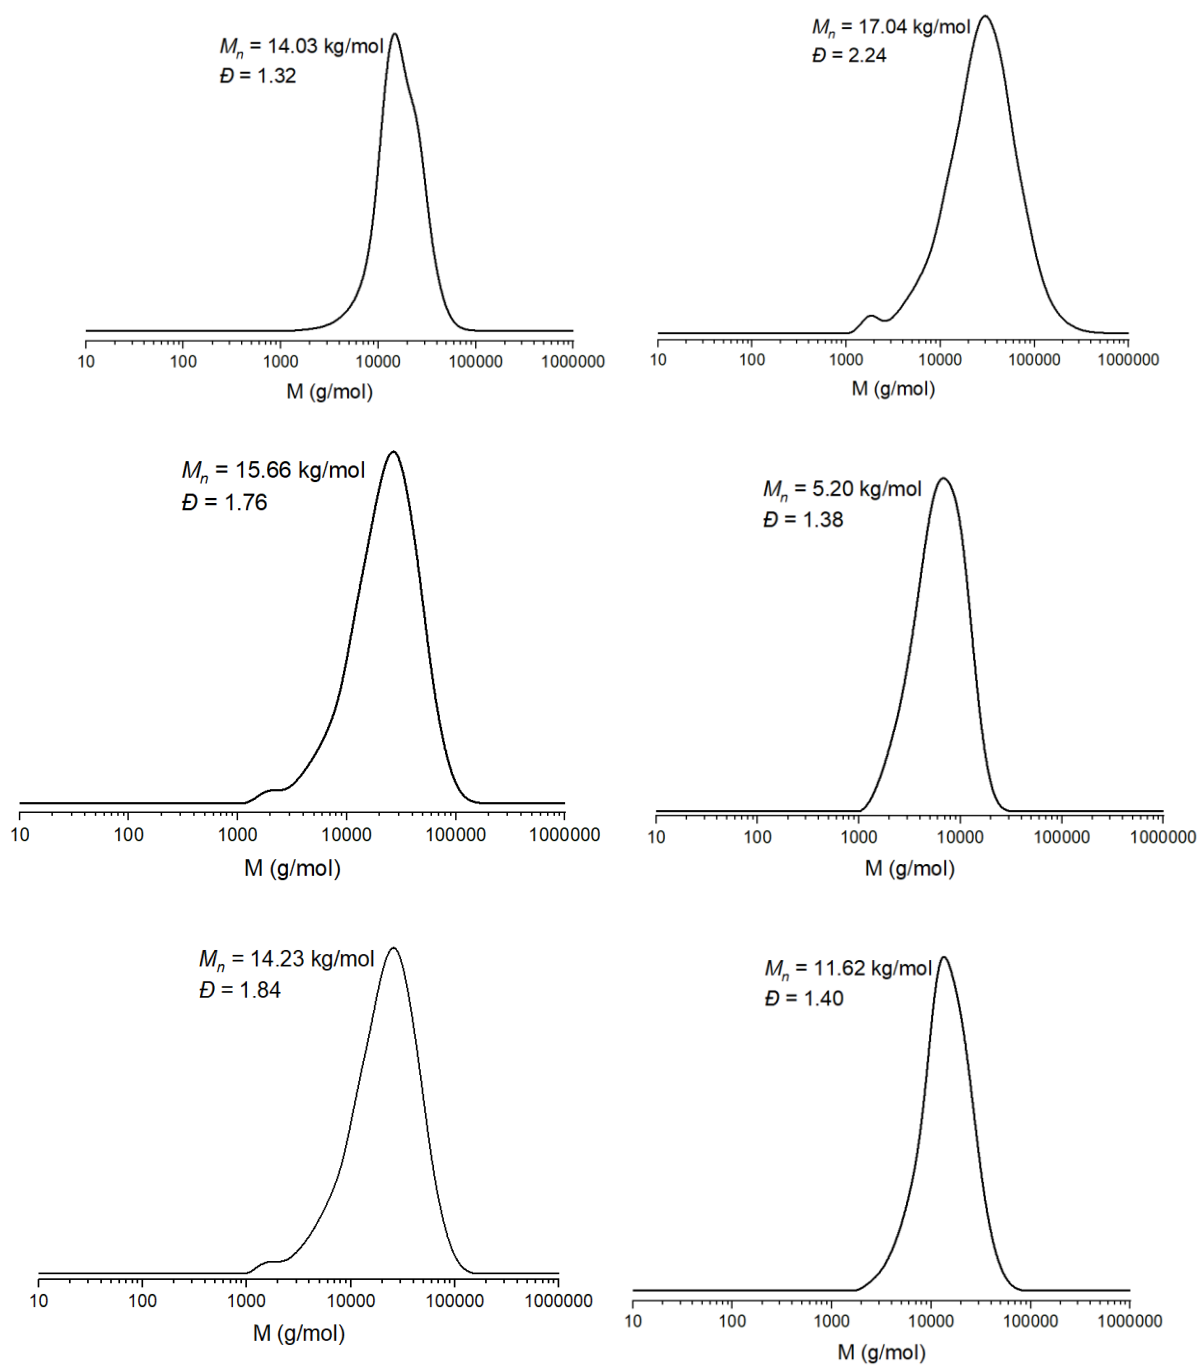 Mn = 14.03 kg/mol
Đ = 1.32
10 100 1000 10000 100000 1000000
M (g/mol)
Mn = 17.04 kg/mol
Đ = 2.24
10 100 1000 10000 100000 1000000
M (g/mol)
Mn = 15.66 kg/mol
Đ = 1.76
10 100 1000 10000 100000 1000000
M (g/mol)
Mn = 5.20 kg/mol
Đ = 1.38
10 100 1000 10000 100000 1000000
M (g/mol)
Mn = 14.23 kg/mol
Đ = 1.84
10 100 1000 10000 100000 1000000
M (g/mol)
Mn = 11.62 kg/mol
Đ = 1.40
10 100 1000 10000 100000 1000000
M (g/mol)